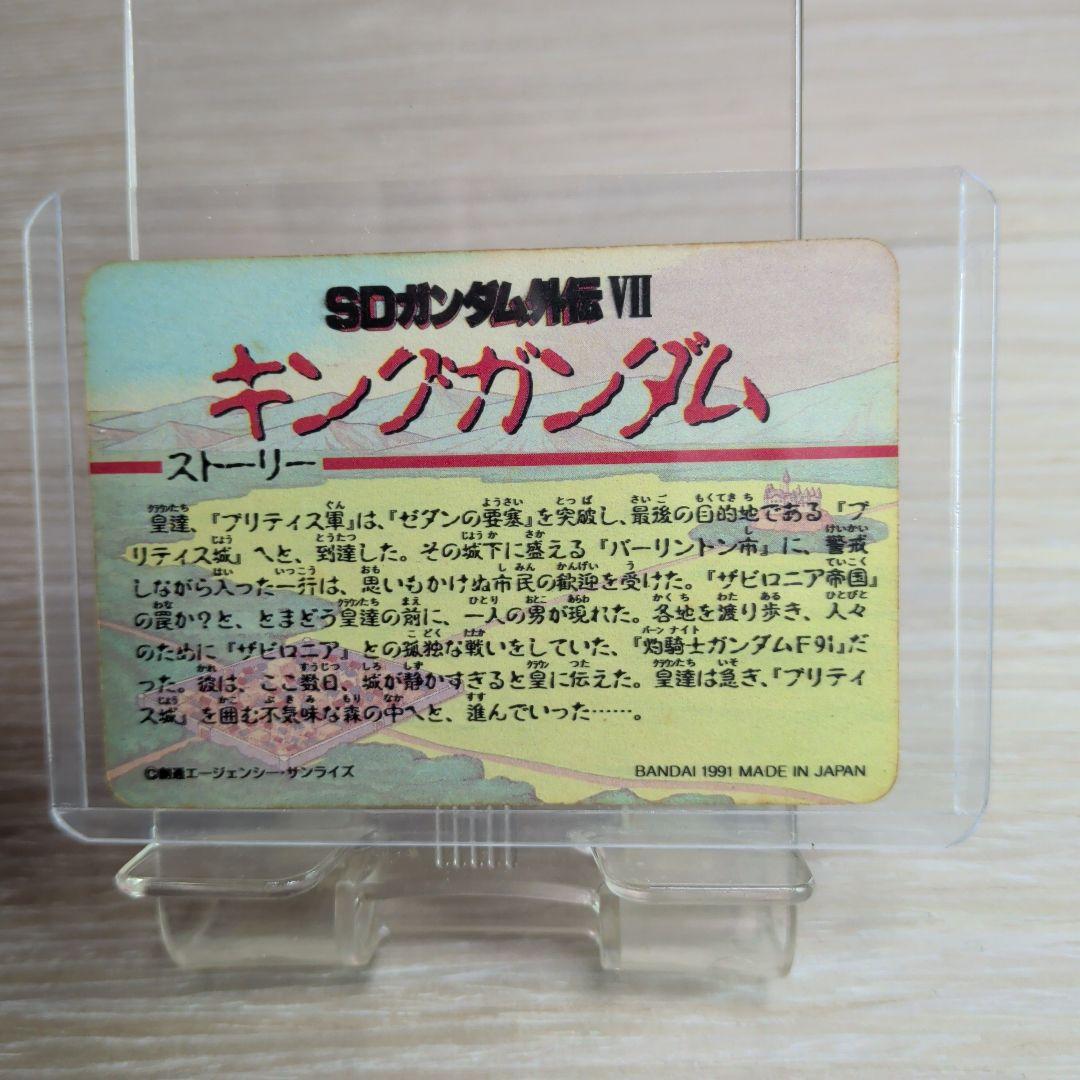 SDガンダム外伝 VII
キングガンダム
ストーリー
皇達、『ブリティス軍』は、『ゼダンの要塞』を突破し、最後の目的地である『ブ
リティス城』へと、到達した。その城下に盛える『バーリントン市』に、警戒
しながら入った一行は、思いもかけぬ市民の歓迎を受けた。『ザビロニア帝国』
の罠か？と、とまどう皇達の前に、一人の男が現れた。各地を渡り歩き、人々
のために『ザビロニア』との孤独な戦いをしていた、『灼騎士ガンダムF９i』だ
った。彼は、ここ数日、城が静かすぎると皇に伝えた。皇達は急ぎ、『ブリティ
ス城』を囲む不気味な森の中へと、進んでいった……。
©創通エージェンシー・サンライズ
BANDAI 1991 MADE IN JAPAN